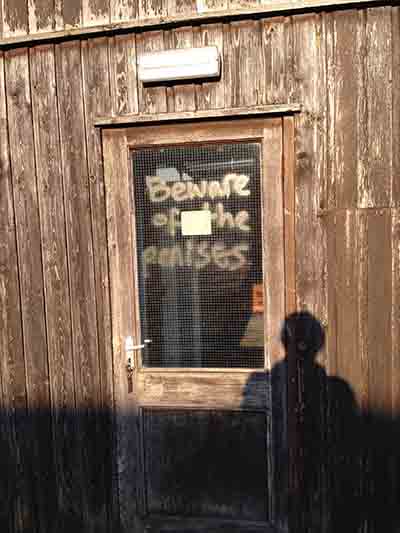 Beware
of the
penises